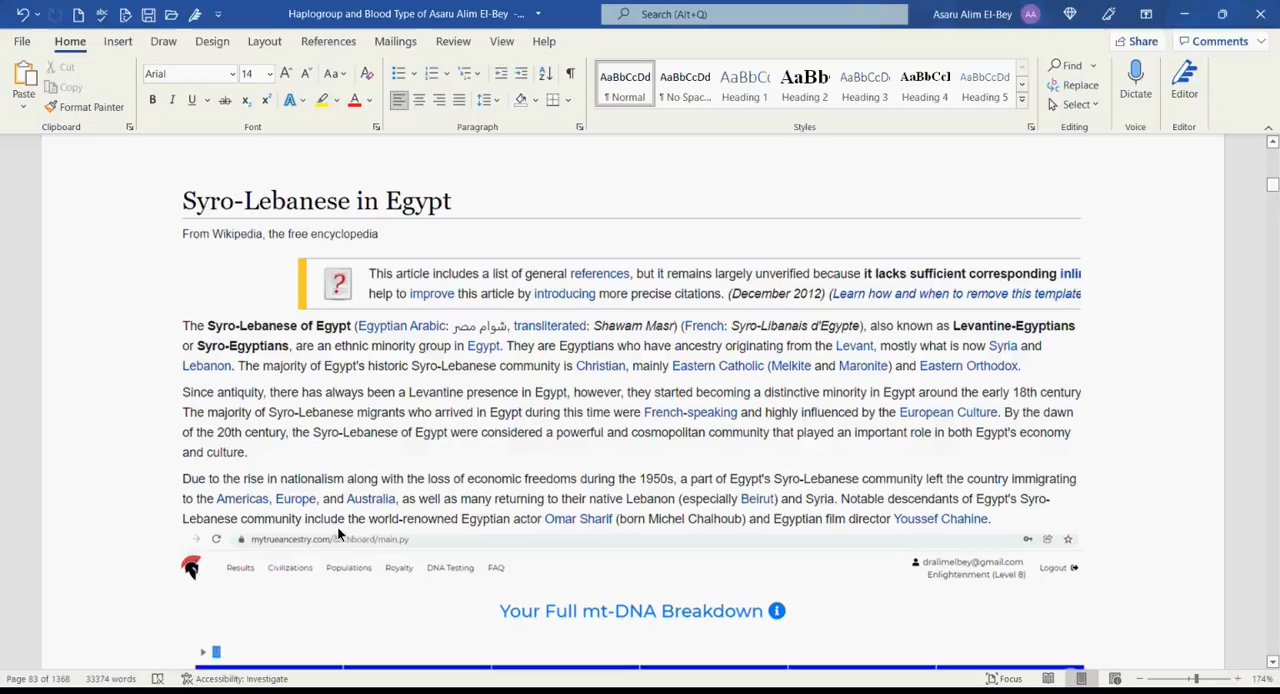 Haplogroup and Blood Type of Asaru Alim El-Bey -...
Search (Alt+Q)
Asaru Alim El-Bey
AA
File Home Insert Draw Design Layout References Mailings Review View Help
Share Comments
Paste
Cut
Copy
Format Painter
Arial 14
Aa
B I U ab x₂ x² A A
AaBbCcDd AaBbCcDd AaBbCc AaBb AaBbCcDd AaBbCcI AaBbCcDd
¶ Normal ¶ No Spac... Heading 1 Heading 2 Heading 3 Heading 4 Heading 5
Find
Replace
Select
Dictate
Editor
Clipboard Font Paragraph Styles Editing Voice Editor
Syro-Lebanese in Egypt
From Wikipedia, the free encyclopedia
?
This article includes a list of general references, but it remains largely unverified because it lacks sufficient corresponding inlin
help to improve this article by introducing more precise citations. (December 2012) (Learn how and when to remove this template
The Syro-Lebanese of Egypt (Egyptian Arabic: شوام مصر, transliterated: Shawam Masr) (French: Syro-Libanais d'Egypte), also known as Levantine-Egyptians
or Syro-Egyptians, are an ethnic minority group in Egypt. They are Egyptians who have ancestry originating from the Levant, mostly what is now Syria and
Lebanon. The majority of Egypt's historic Syro-Lebanese community is Christian, mainly Eastern Catholic (Melkite and Maronite) and Eastern Orthodox.
Since antiquity, there has always been a Levantine presence in Egypt, however, they started becoming a distinctive minority in Egypt around the early 18th century
The majority of Syro-Lebanese migrants who arrived in Egypt during this time were French-speaking and highly influenced by the European Culture. By the dawn
of the 20th century, the Syro-Lebanese of Egypt were considered a powerful and cosmopolitan community that played an important role in both Egypt's economy
and culture.
Due to the rise in nationalism along with the loss of economic freedoms during the 1950s, a part of Egypt's Syro-Lebanese community left the country immigrating
to the Americas, Europe, and Australia, as well as many returning to their native Lebanon (especially Beirut) and Syria. Notable descendants of Egypt's Syro-
Lebanese community include the world-renowned Egyptian actor Omar Sharif (born Michel Chalhoub) and Egyptian film director Youssef Chahine.
mytrueancestry.com/dashboard/main.py
Results Civilizations Populations Royalty DNA Testing FAQ
dralimelbey@gmail.com
Enlightenment (Level 8)
Logout
Your Full mt-DNA Breakdown
Page 83 of 1368 33374 words Accessibility: Investigate
Focus
174%